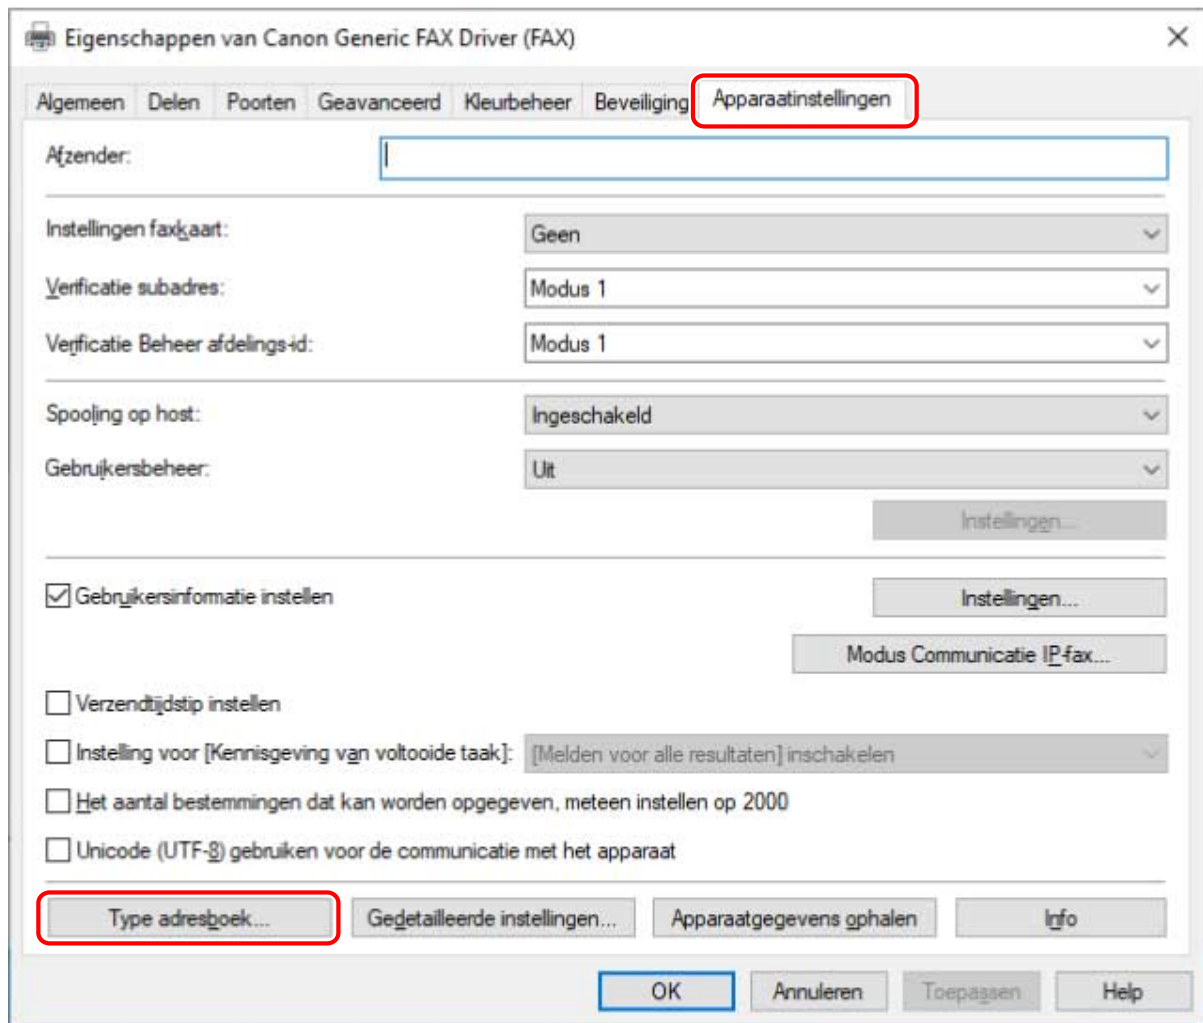 Eigenschappen van Canon Generic FAX Driver (FAX)
Algemeen Delen Poorten Geavanceerd Kleurbeheer Beveiliging Apparaatinstellingen
Afzender:
Instellingen faxkaart: Geen
Verificatie subadres: Modus 1
Verificatie Beheer afdelings-id: Modus 1
Spooling op host: Ingeschakeld
Gebruikersbeheer: Uit
Instellingen...
Gebruikersinformatie instellen Instellingen...
Modus Communicatie IP-fax...
Verzendtijdstip instellen
Instelling voor [Kennisgeving van voltooide taak]: [Melden voor alle resultaten] inschakelen
Het aantal bestemmingen dat kan worden opgegeven, meteen instellen op 2000
Unicode (UTF-8) gebruiken voor de communicatie met het apparaat
Type adresboek... Gedetailleerde instellingen... Apparaatgegevens ophalen Info
OK Annuleren Toepassen Help